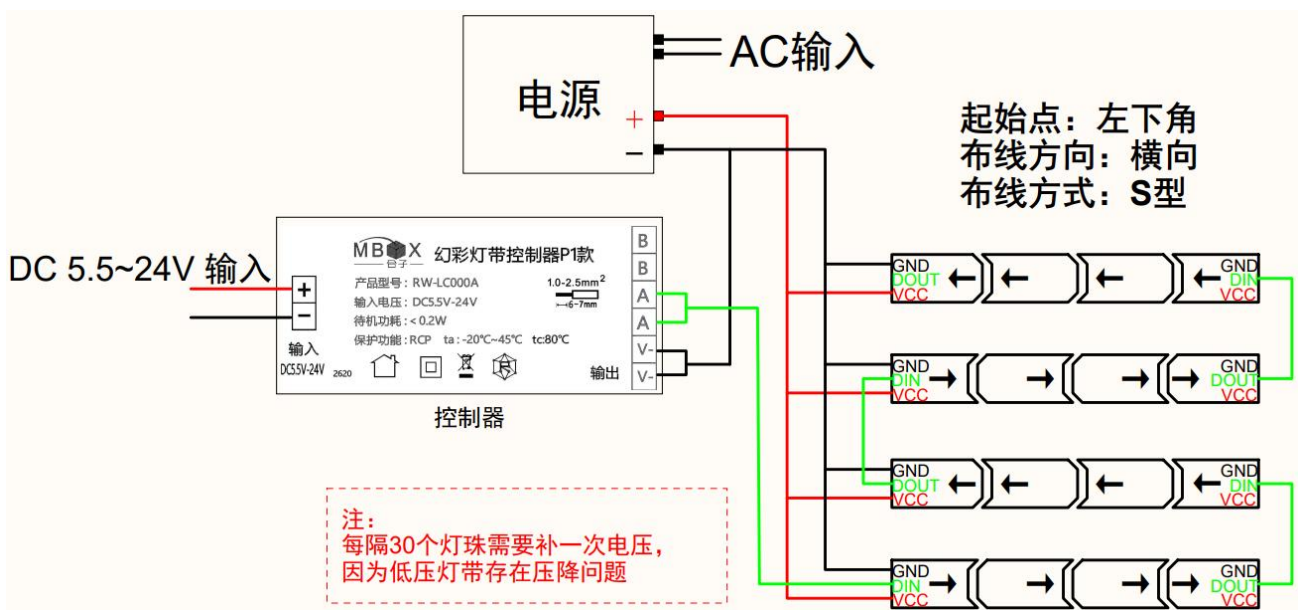 AC输入
电源
+
−
起始点：左下角
布线方向：横向
布线方式：S型
DC 5.5~24V 输入
+
−
输入
DC5.5V-24V
2620
MBOX
合子
幻彩灯带控制器P1款
产品型号：RW-LC000A
输入电压：DC5.5V-24V
待机功耗：< 0.2W
保护功能：RCP ta：-20℃~45℃ tc:80℃
1.0-2.5mm²
6-7mm
R
输出
B
B
A
A
V-
V-
控制器
注：
每隔30个灯珠需要补一次电压，
因为低压灯带存在压降问题
GND GND
DOUT DIN
VCC VCC
GND GND
DIN DOUT
VCC VCC
GND GND
DOUT DIN
VCC VCC
GND GND
DIN DOUT
VCC VCC